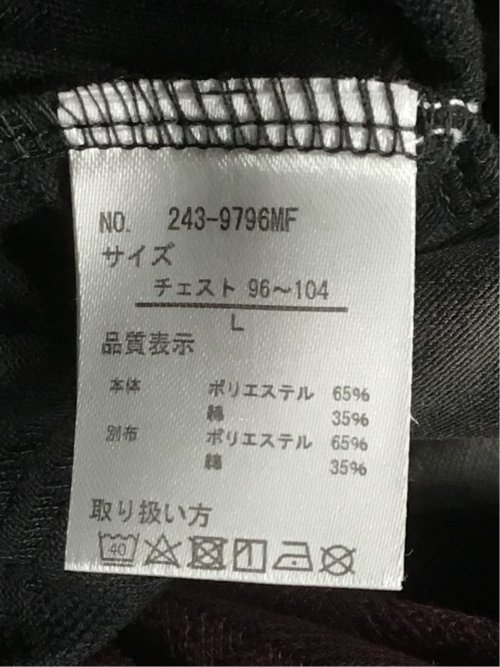 NO. 243-9796MF
サイズ
チェスト 96〜104
L
品質表示
本体 ポリエステル 65%
綿 35%
別布 ポリエステル 65%
綿 35%
取り扱い方
40